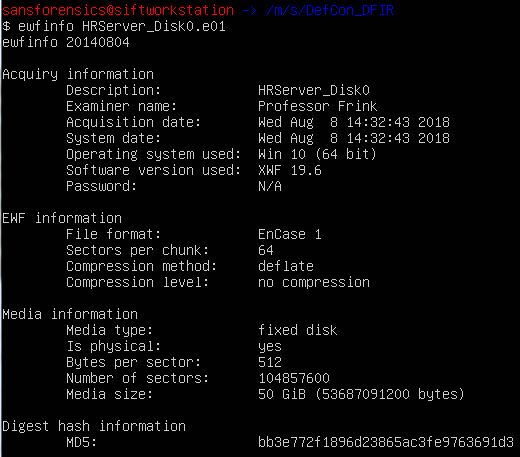 sansforensics@siftworkstation -> /m/s/DefCon_DFIR
$ ewfinfo HRServer_Disk0.e01
ewfinfo 20140804
Acquiry information
Description: HRServer_Disk0
Examiner name: Professor Frink
Acquisition date: Wed Aug  8 14:32:43 2018
System date: Wed Aug  8 14:32:43 2018
Operating system used: Win 10 (64 bit)
Software version used: XWF 19.6
Password: N/A
EWF information
File format: EnCase 1
Sectors per chunk: 64
Compression method: deflate
Compression level: no compression
Media information
Media type: fixed disk
Is physical: yes
Bytes per sector: 512
Number of sectors: 104857600
Media size: 50 GiB (53687091200 bytes)
Digest hash information
MD5: bb3e772f1896d23865ac3fe9763691d3